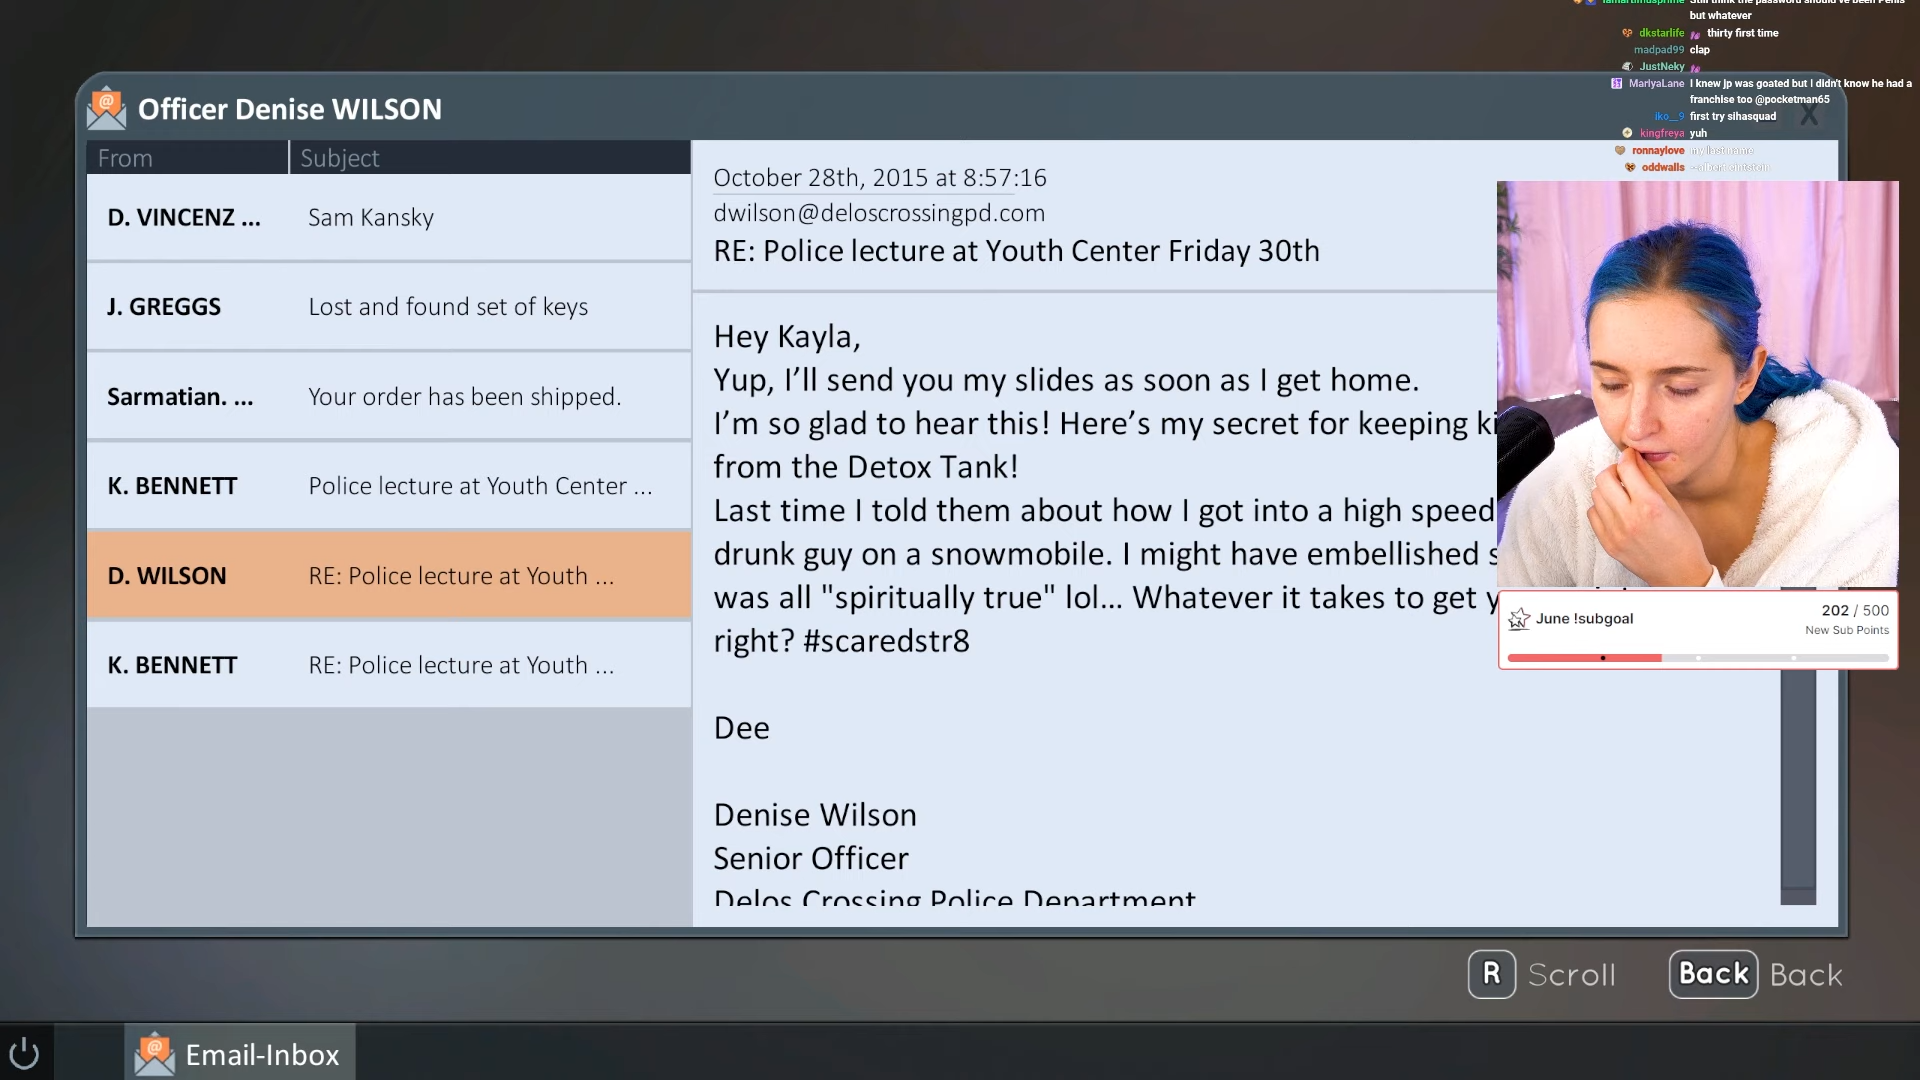 but whatever
dkstarlife thirty first time
madpad99 clap
JustNeky
MariyaLane I knew jp was goated but I didn't know he had a
franchise too @pocketman65
iko__9 first try sihasquad
kingfreya yuh
ronnaylove my last name
oddwalls
Officer Denise WILSON
X
From Subject
D. VINCENZ ... Sam Kansky
J. GREGGS Lost and found set of keys
Sarmatian. ... Your order has been shipped.
K. BENNETT Police lecture at Youth Center ...
D. WILSON RE: Police lecture at Youth ...
K. BENNETT RE: Police lecture at Youth ...
October 28th, 2015 at 8:57:16
dwilson@deloscrossingpd.com
RE: Police lecture at Youth Center Friday 30th
Hey Kayla,
Yup, I'll send you my slides as soon as I get home.
I'm so glad to hear this! Here's my secret for keeping
from the Detox Tank!
Last time I told them about how I got into a high speed
drunk guy on a snowmobile. I might have embellished
was all "spiritually true" lol... Whatever it takes to get
right? #scaredstr8
Dee
Denise Wilson
Senior Officer
Delos Crossing Police Department
June !subgoal
202 / 500
New Sub Points
R Scroll
Back Back
Email-Inbox